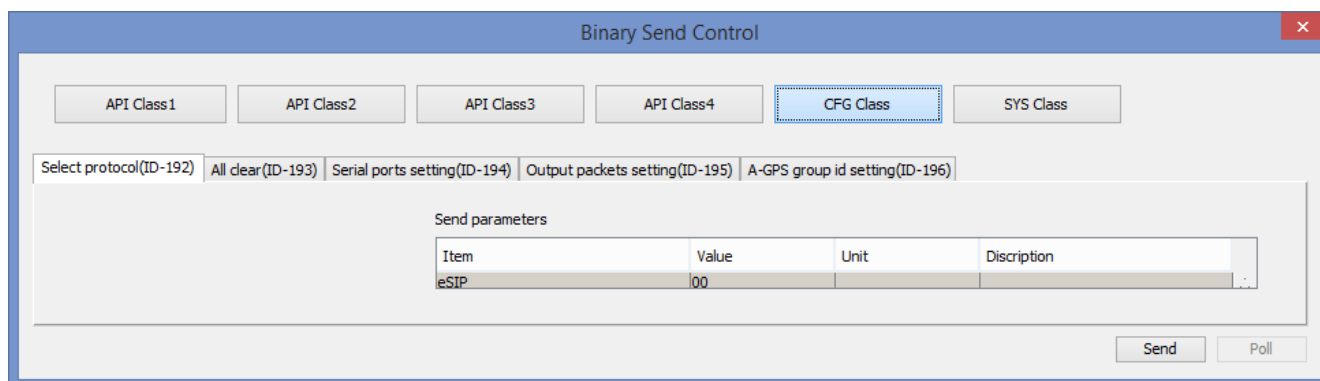 Binary Send Control
API Class1 API Class2 API Class3 API Class4 CFG Class SYS Class
Select protocol(ID-192) All clear(ID-193) Serial ports setting(ID-194) Output packets setting(ID-195) A-GPS group id setting(ID-196)
Send parameters
Item Value Unit Discription
eSIP 00
Send Poll